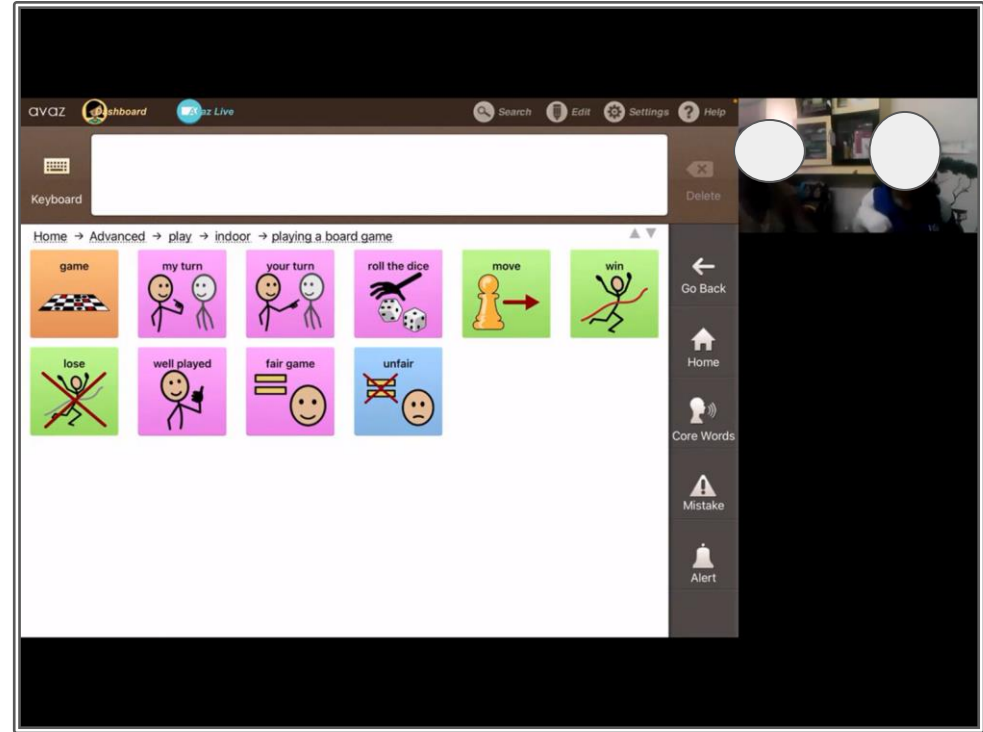 avaz Dashboard Avaz Live Search Edit Settings ? Help
Keyboard
Delete
Home → Advanced → play → indoor → playing a board game
game my turn your turn roll the dice move win
Go Back
lose well played fair game unfair
Home
Core Words
Mistake
Alert